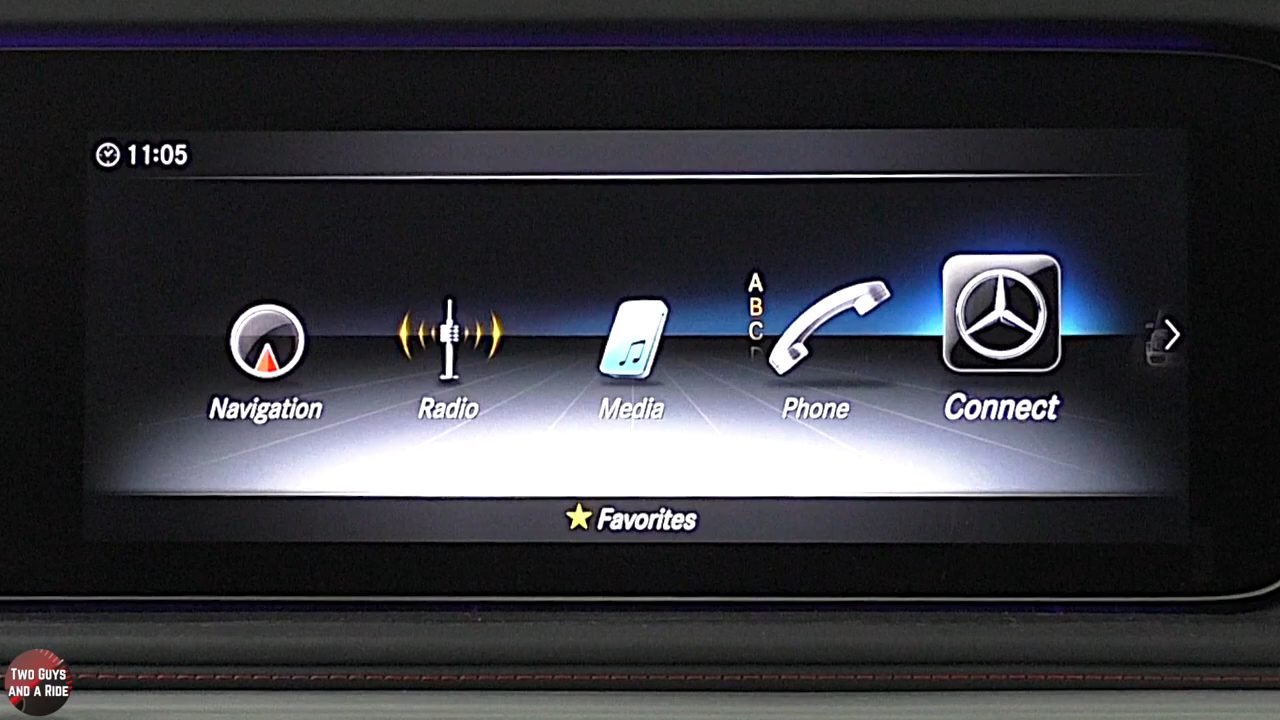 11:05
A
B
C
D
Navigation
Radio
Media
Phone
Connect
Favorites
TWO GUYS
AND A RIDE